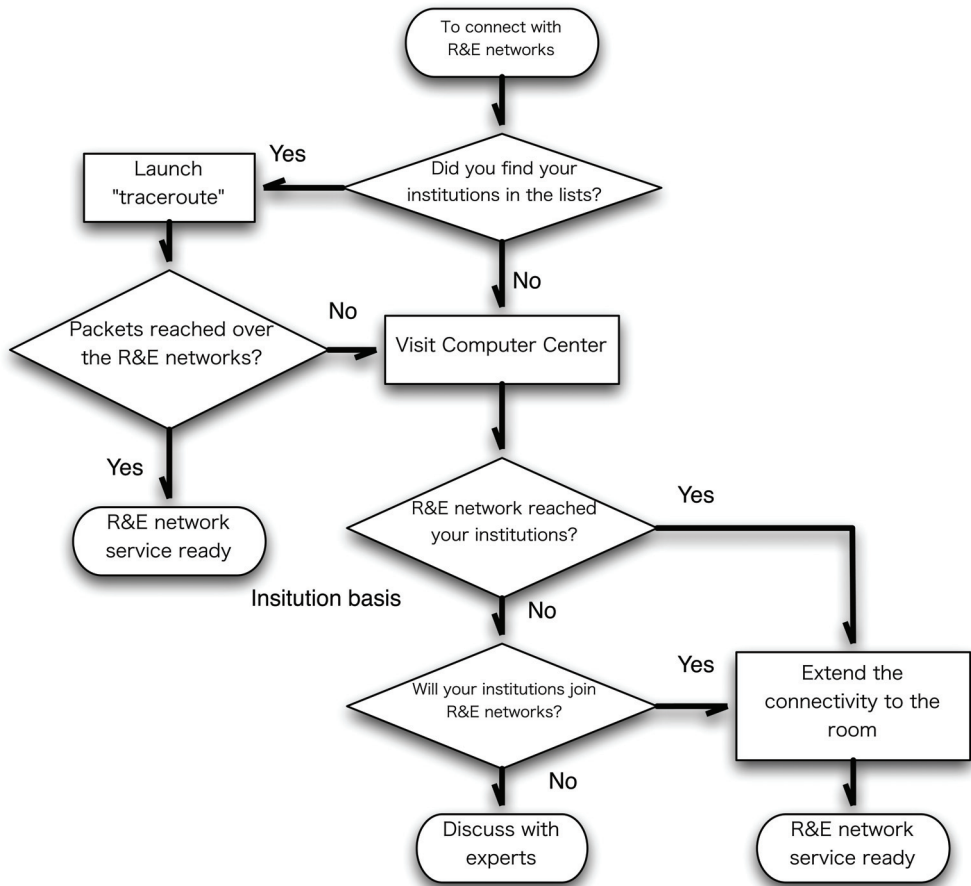 To connect with
R&E networks
Yes
Did you find your
institutions in the lists?
Launch
"traceroute"
No
Packets reached over
the R&E networks?
No
Visit Computer Center
Yes
R&E network
service ready
R&E network reached
your institutions?
Yes
Insitution basis
No
Will your institutions join
R&E networks?
Yes
Extend the
connectivity to the
room
No
Discuss with
experts
R&E network
service ready